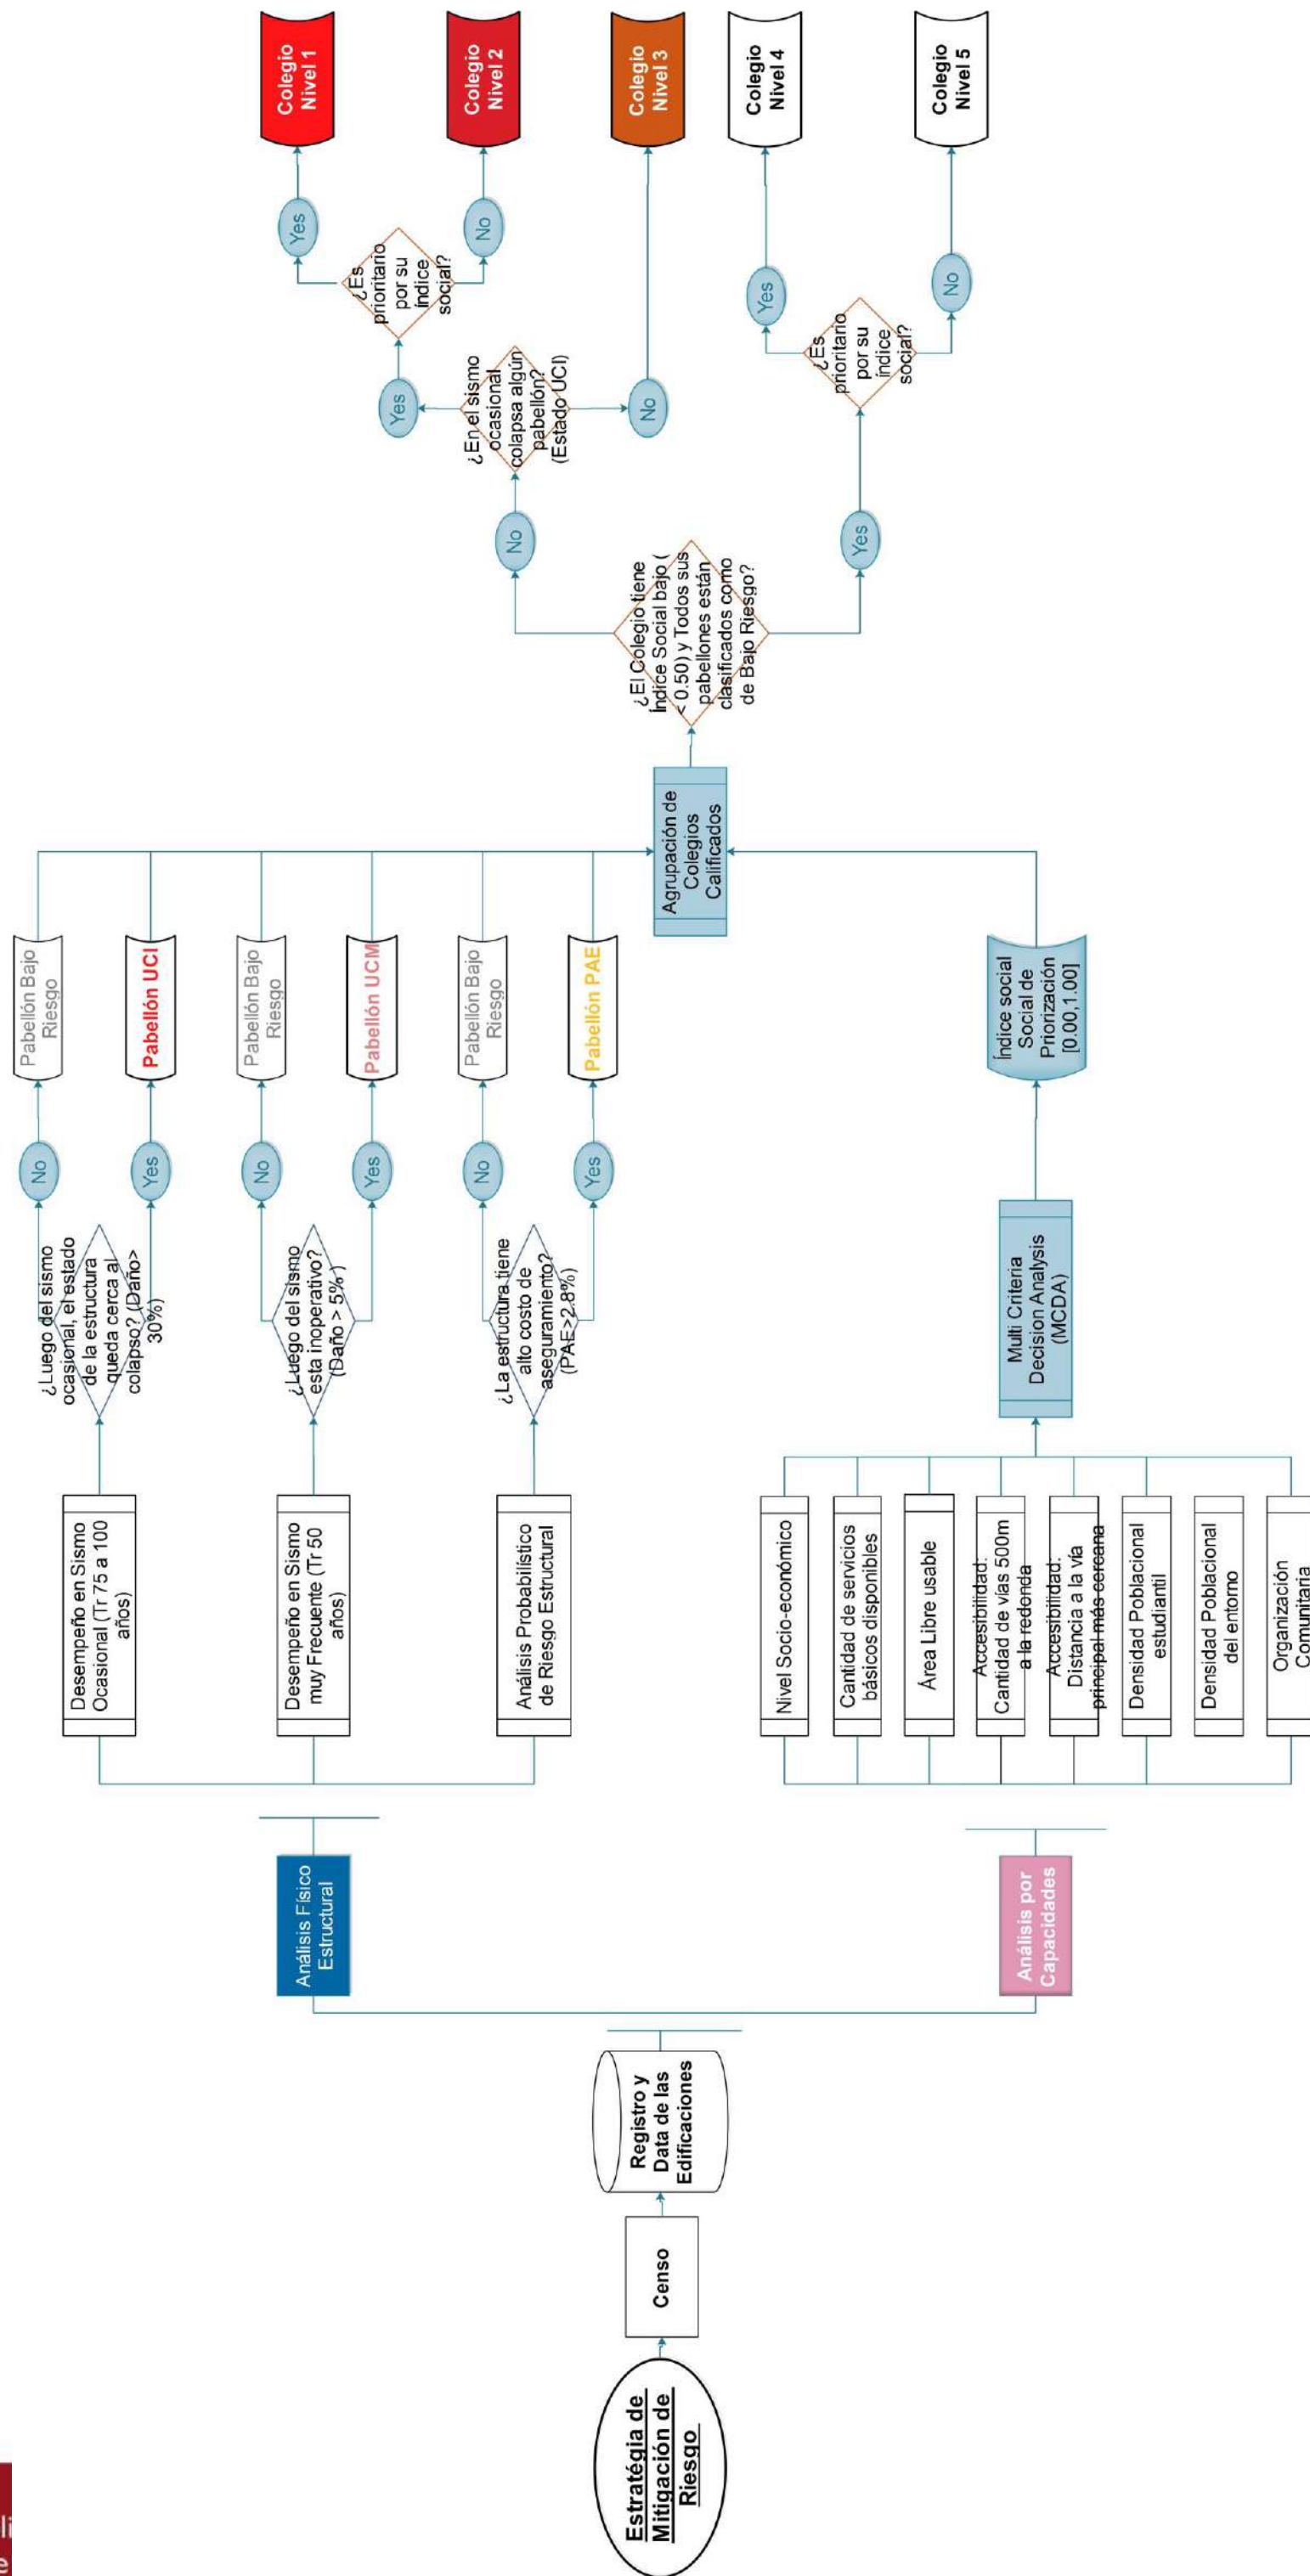 Estratégia de
Mitigación de
Riesgo
Censo
Registro y
Data de las
Edificaciones
Análisis Físico
Estructural
Análisis por
Capacidades
Desempeño en Sismo
Ocasional (Tr 75 a 100
años)
Desempeño en Sismo
muy Frecuente (Tr 50
años)
Análisis Probabilístico
de Riesgo Estructural
Nivel Socio-económico
Cantidad de servicios
básicos disponibles
Área Libre usable
Accesibilidad:
Cantidad de vías 500m
a la redonda
Accesibilidad:
Distancia a la vía
principal más cercana
Densidad Poblacional
estudiantil
Densidad Poblacional
del entorno
Organización
Comunitaria
¿Luego del sismo
ocasional, el estado
de la estructura
queda cerca al
colapso? (Daño>
30%)
¿Luego del sismo
esta inoperativo?
(Daño > 5% )
¿La estructura tiene
alto costo de
aseguramiento?
(PAE>2.8%)
Multi Criteria
Decision Analysis
(MCDA)
No
Yes
No
Yes
No
Yes
Pabellón Bajo
Riesgo
Pabellón UCI
Pabellón Bajo
Riesgo
Pabellón UCM
Pabellón Bajo
Riesgo
Pabellón PAE
Índice social
Social de
Priorización
[0.00,1.00]
Agrupación de
Colegios
Calificados
¿El Colegio tiene
Índice Social bajo (
< 0.50) y Todos sus
pabellones están
clasificados como
de Bajo Riesgo?
No
Yes
¿En el sismo
ocasional
colapsa algún
pabellón?
(Estado UCI)
Yes
No
¿Es
prioritario
por su
índice
social?
¿Es
prioritario
por su
índice
social?
Yes
No
Yes
No
Colegio
Nivel 1
Colegio
Nivel 2
Colegio
Nivel 3
Colegio
Nivel 4
Colegio
Nivel 5